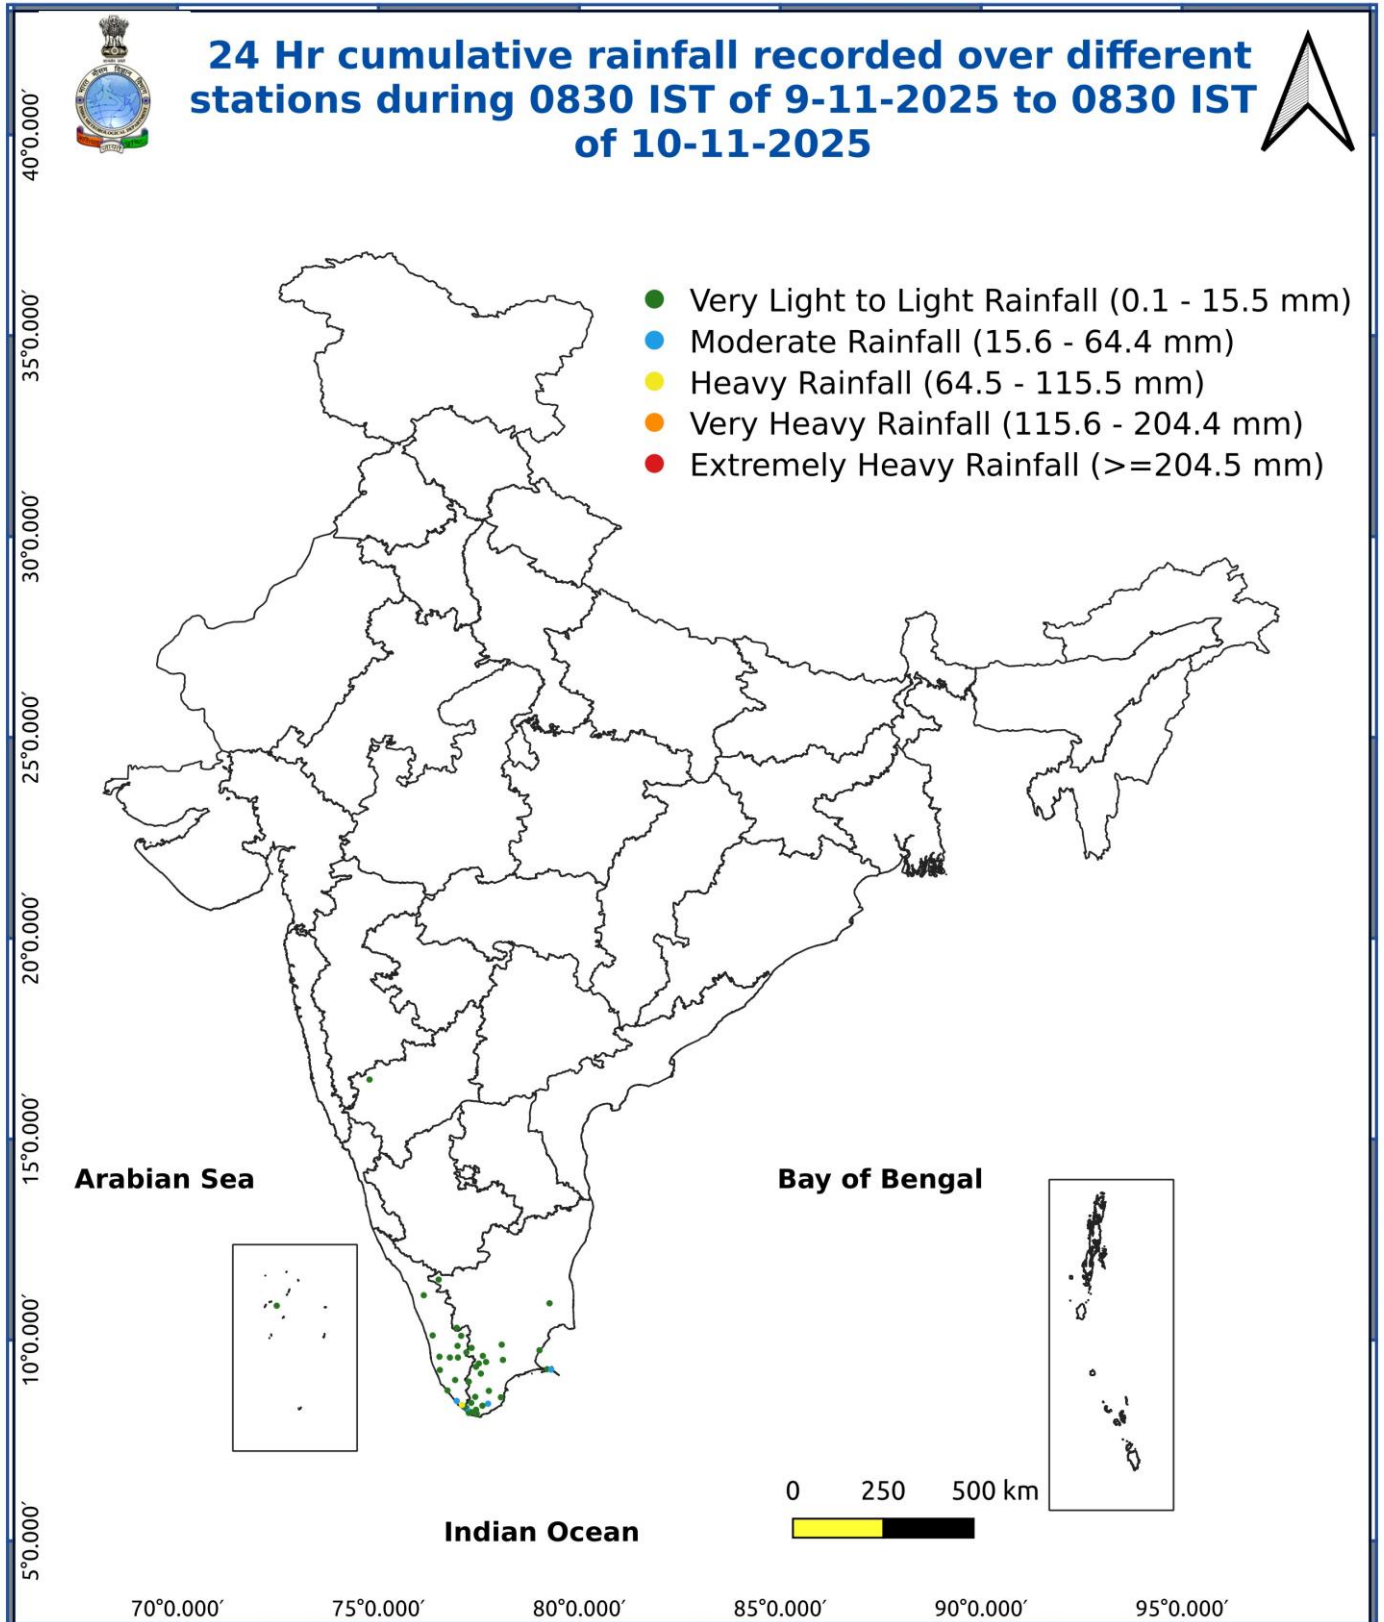 24 Hr cumulative rainfall recorded over different
stations during 0830 IST of 9-11-2025 to 0830 IST
of 10-11-2025
Very Light to Light Rainfall (0.1 - 15.5 mm)
Moderate Rainfall (15.6 - 64.4 mm)
Heavy Rainfall (64.5 - 115.5 mm)
Very Heavy Rainfall (115.6 - 204.4 mm)
Extremely Heavy Rainfall (>=204.5 mm)
40°0.000′
35°0.000′
30°0.000′
25°0.000′
20°0.000′
15°0.000′
10°0.000′
5°0.000′
Arabian Sea
Bay of Bengal
Indian Ocean
0 250 500 km
70°0.000′ 75°0.000′ 80°0.000′ 85°0.000′ 90°0.000′ 95°0.000′